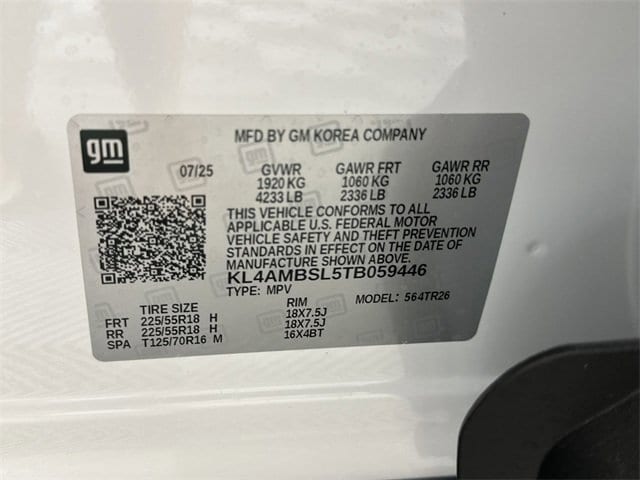 gm
MFD BY GM KOREA COMPANY
07/25 GVWR GAWR FRT GAWR RR
1920 KG 1060 KG 1060 KG
4233 LB 2336 LB 2336 LB
THIS VEHICLE CONFORMS TO ALL
APPLICABLE U.S. FEDERAL MOTOR
VEHICLE SAFETY AND THEFT PREVENTION
STANDARDS IN EFFECT ON THE DATE OF
MANUFACTURE SHOWN ABOVE.
KL4AMBSL5TB059446
TYPE: MPV MODEL: 564TR26
TIRE SIZE RIM
FRT 225/55R18 H 18X7.5J
RR 225/55R18 H 18X7.5J
SPA T125/70R16 M 16X4BT